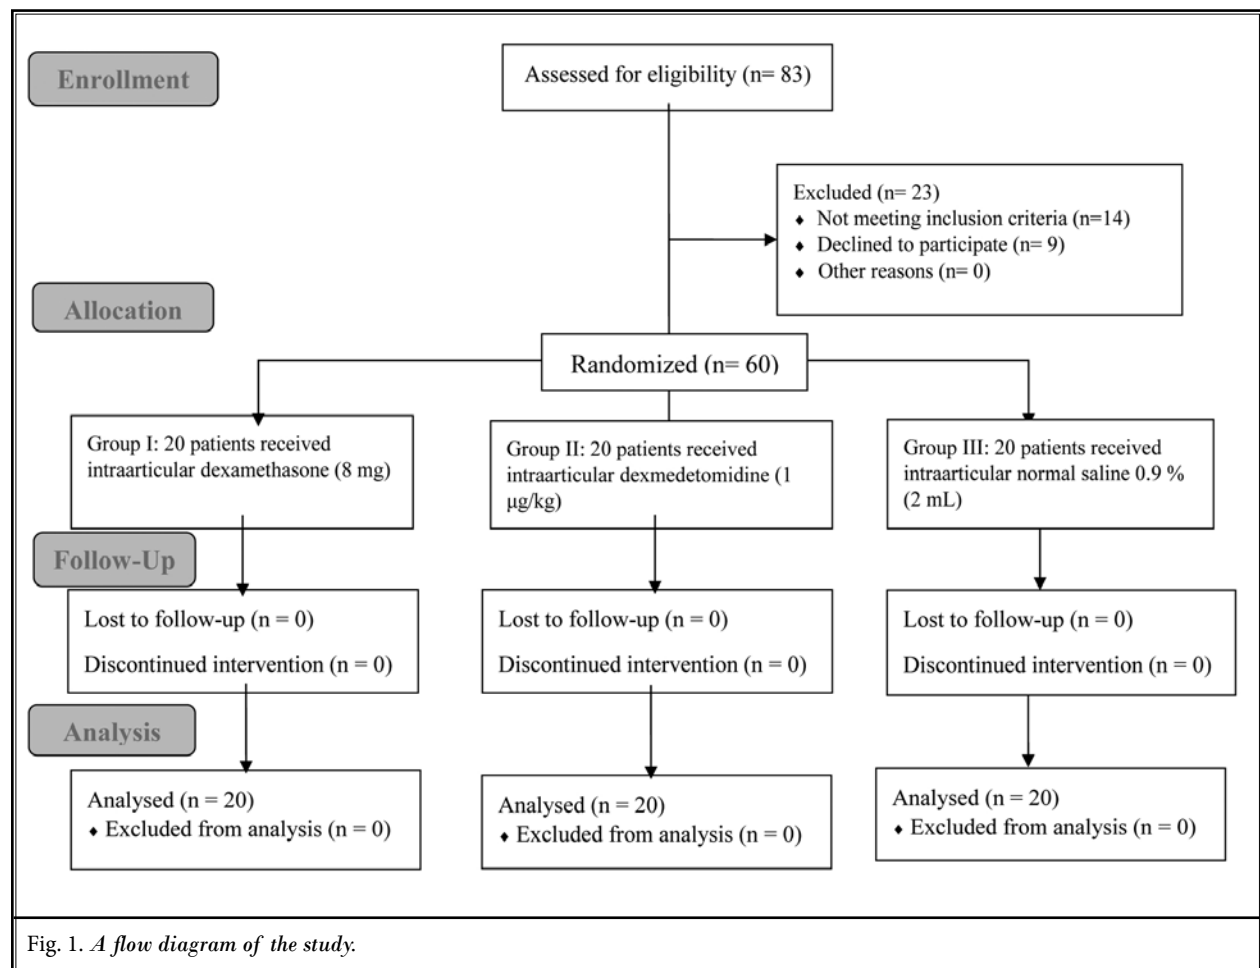 Enrollment
Assessed for eligibility (n= 83)
Excluded (n= 23)
♦ Not meeting inclusion criteria (n=14)
♦ Declined to participate (n= 9)
♦ Other reasons (n= 0)
Allocation
Randomized (n= 60)
Group I: 20 patients received
intraarticular dexamethasone (8 mg)
Group II: 20 patients received
intraarticular dexmedetomidine (1
µg/kg)
Group III: 20 patients received
intraarticular normal saline 0.9 %
(2 mL)
Follow-Up
Lost to follow-up (n = 0)
Discontinued intervention (n = 0)
Lost to follow-up (n = 0)
Discontinued intervention (n = 0)
Lost to follow-up (n = 0)
Discontinued intervention (n = 0)
Analysis
Analysed (n = 20)
♦ Excluded from analysis (n = 0)
Analysed (n = 20)
♦ Excluded from analysis (n = 0)
Analysed (n = 20)
♦ Excluded from analysis (n = 0)
Fig. 1. A flow diagram of the study.